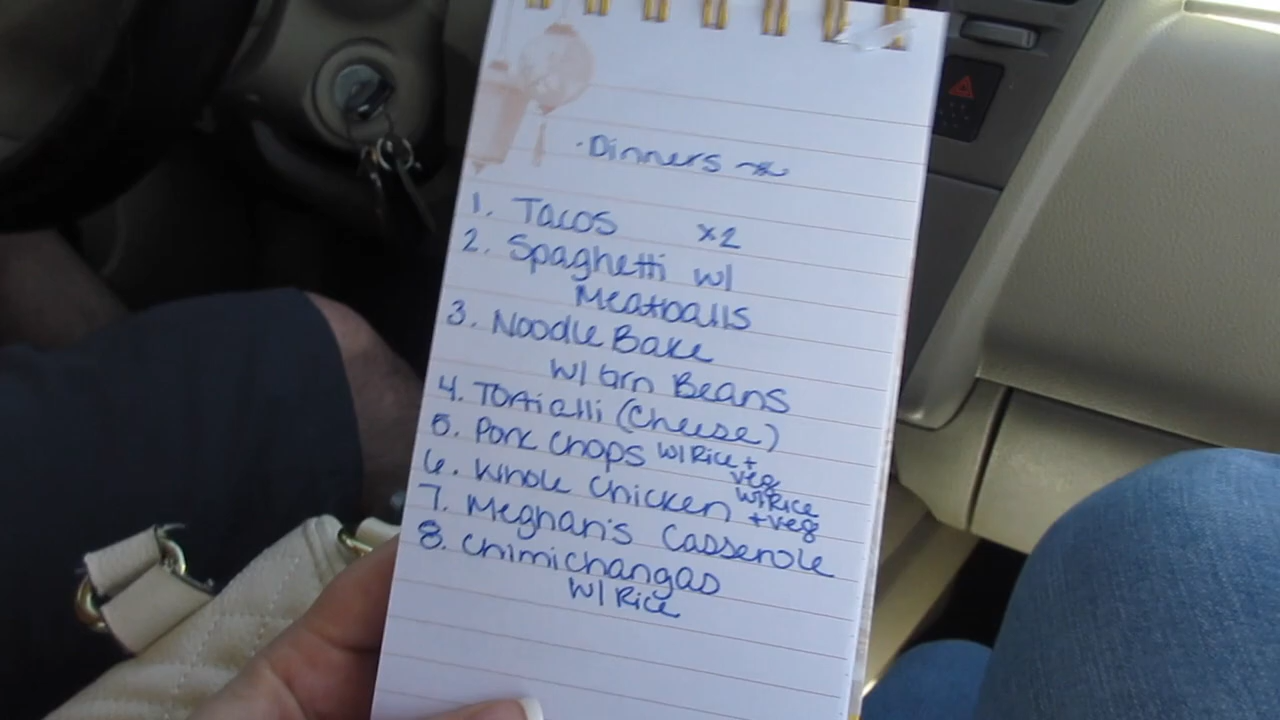 ·Dinners~
1. Tacos x2
2. Spaghetti w/
Meatballs
3. Noodle Bake
w/ Grn Beans
4. Tortialli (Cheese)
5. Pork Chops w/ Rice +
veg
6. Whole Chicken w/ Rice
+ veg
7. Meghan's Casserole
8. Chimichangas
w/ Rice